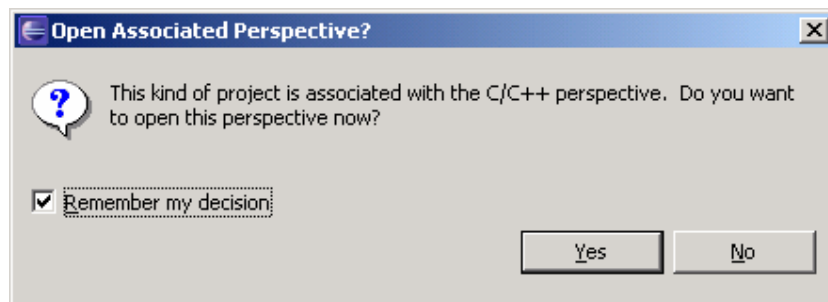 Open Associated Perspective?
This kind of project is associated with the C/C++ perspective. Do you want
to open this perspective now?
Remember my decision
Yes
No